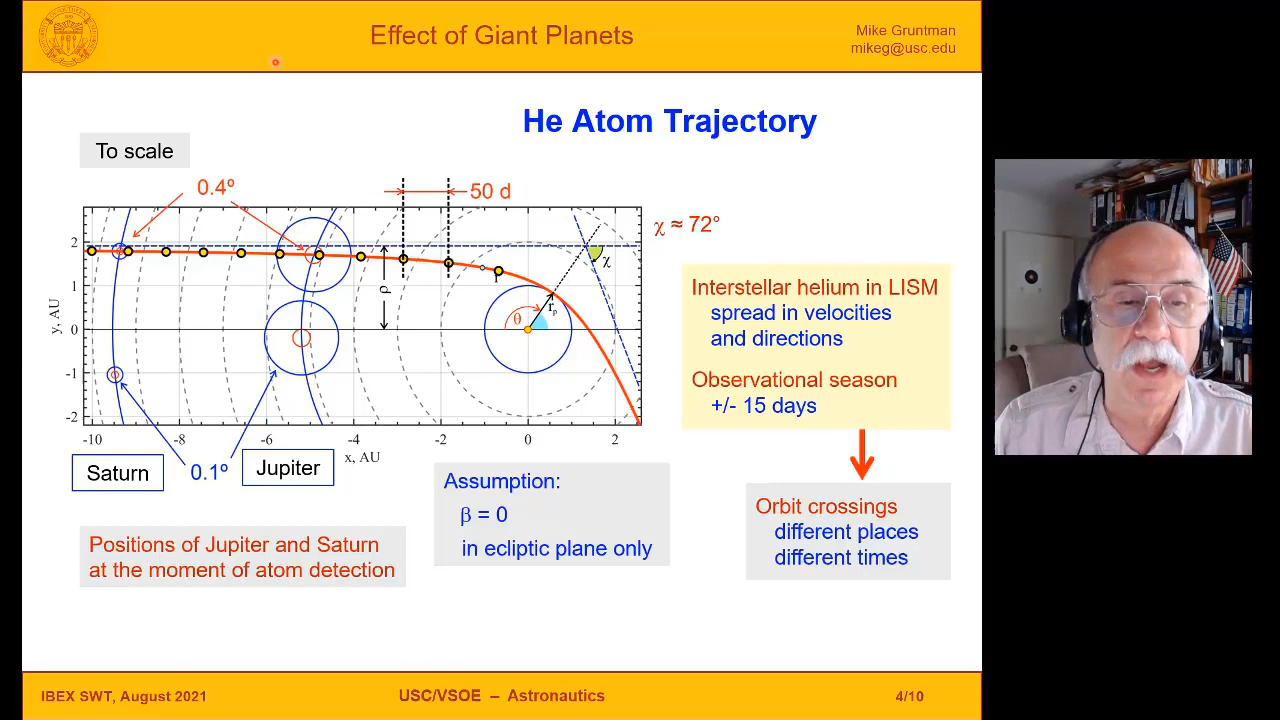 Effect of Giant Planets
Mike Gruntman
mikeg@usc.edu
He Atom Trajectory
To scale
0.4º
50 d
χ ≈ 72°
2
1
0
-1
-2
y, AU
ρ
θ
r_p
χ
-10
-8
-6
-4
-2
0
2
x, AU
Saturn
0.1º
Jupiter
Interstellar helium in LISM
spread in velocities
and directions
Observational season
+/- 15 days
Assumption:
β = 0
in ecliptic plane only
Orbit crossings
different places
different times
Positions of Jupiter and Saturn
at the moment of atom detection
IBEX SWT, August 2021
USC/VSOE – Astronautics
4/10